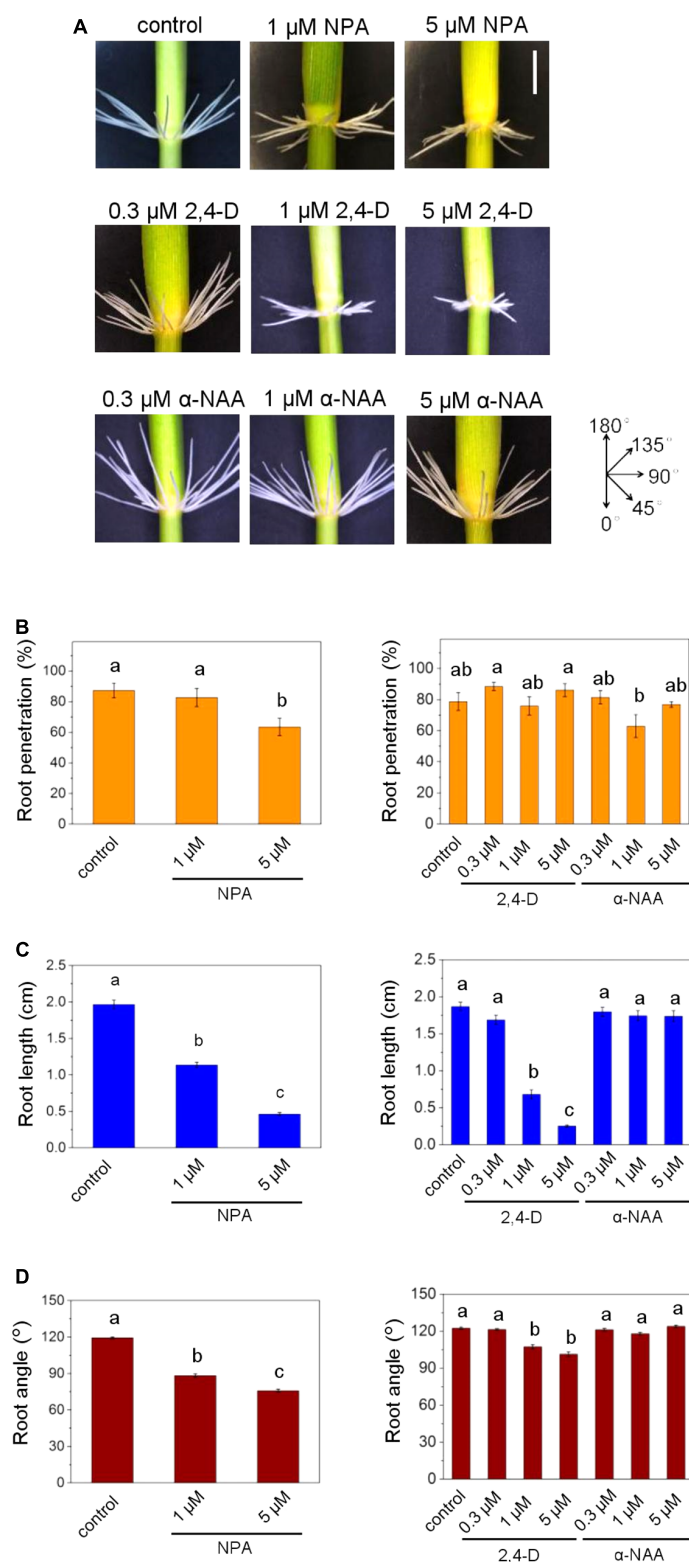 A
control 1 µM NPA 5 µM NPA
0.3 µM 2,4-D 1 µM 2,4-D 5 µM 2,4-D
0.3 µM α-NAA 1 µM α-NAA 5 µM α-NAA
180°
135°
90°
45°
0°
B
Root penetration (%)
100
80
60
40
20
0
a a b
control 1 µM 5 µM
NPA
Root penetration (%)
100
80
60
40
20
0
ab a ab a ab b ab
control 0.3 µM 1 µM 5 µM 0.3 µM 1 µM 5 µM
2,4-D α-NAA
C
Root length (cm)
2.5
2.0
1.5
1.0
0.5
0.0
a b c
control 1 µM 5 µM
NPA
Root length (cm)
2.5
2.0
1.5
1.0
0.5
0.0
a a b c a a a
control 0.3 µM 1 µM 5 µM 0.3 µM 1 µM 5 µM
2,4-D α-NAA
D
Root angle (°)
150
120
90
60
30
0
a b c
control 1 µM 5 µM
NPA
Root angle (°)
150
120
90
60
30
0
a a b b a a a
control 0.3 µM 1 µM 5 µM 0.3 µM 1 µM 5 µM
2,4-D α-NAA